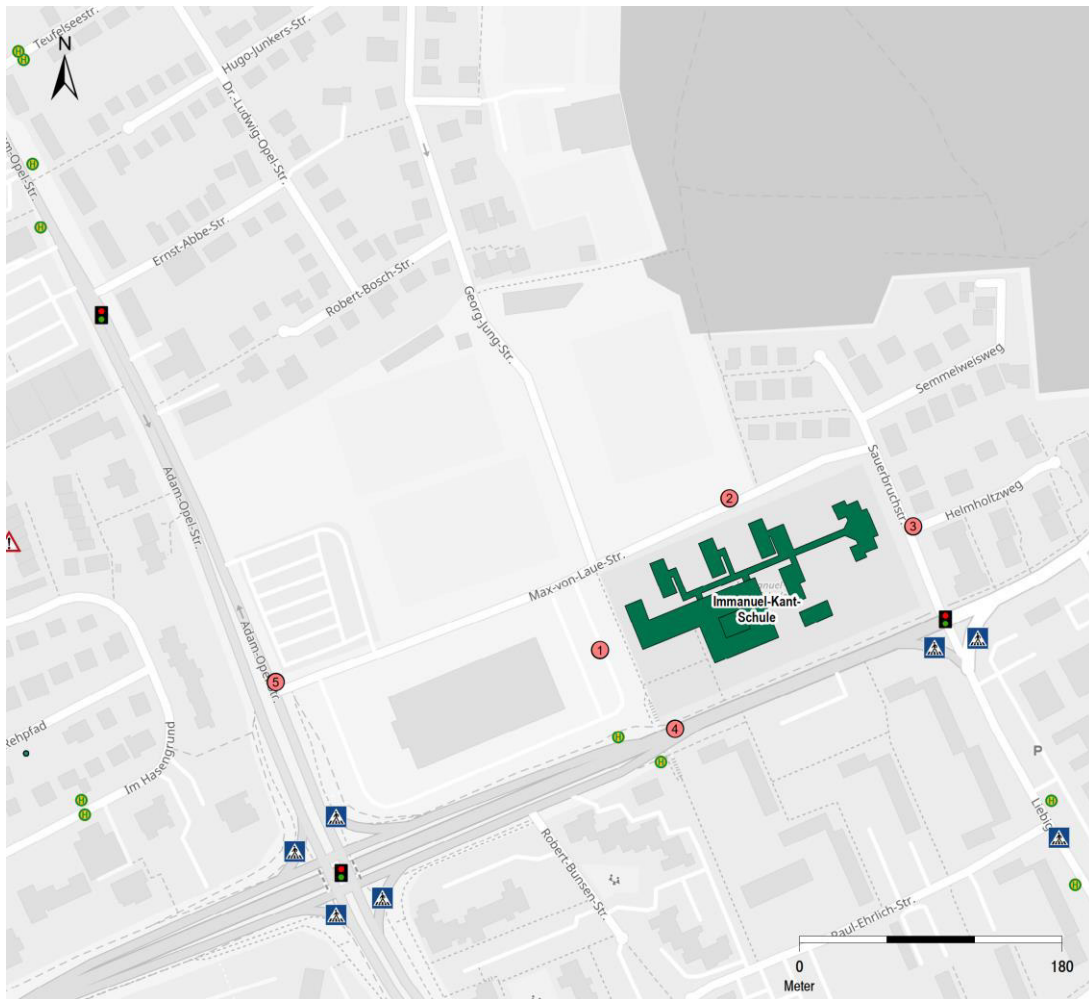 Teufelseestr.
N
Hugo-Junkers-Str.
Dr.-Ludwig-Opel-Str.
H
H
H
H
Ernst-Abbe-Str.
Robert-Bosch-Str.
Georg-Jung-Str.
Semmelweisweg
Sauerbruchstr.
Helmholtzweg
Adam-Opel-Str.
2
3
!
Max-von-Laue-Str.
Immanuel-Kant-
Schule
1
Adam-Opel-Str.
5
4
H
H
Rehpfad
Im Hasengrund
P
H
H
H
Liebig
Robert-Bunsen-Str.
H
Paul-Ehrlich-Str.
0
180
Meter